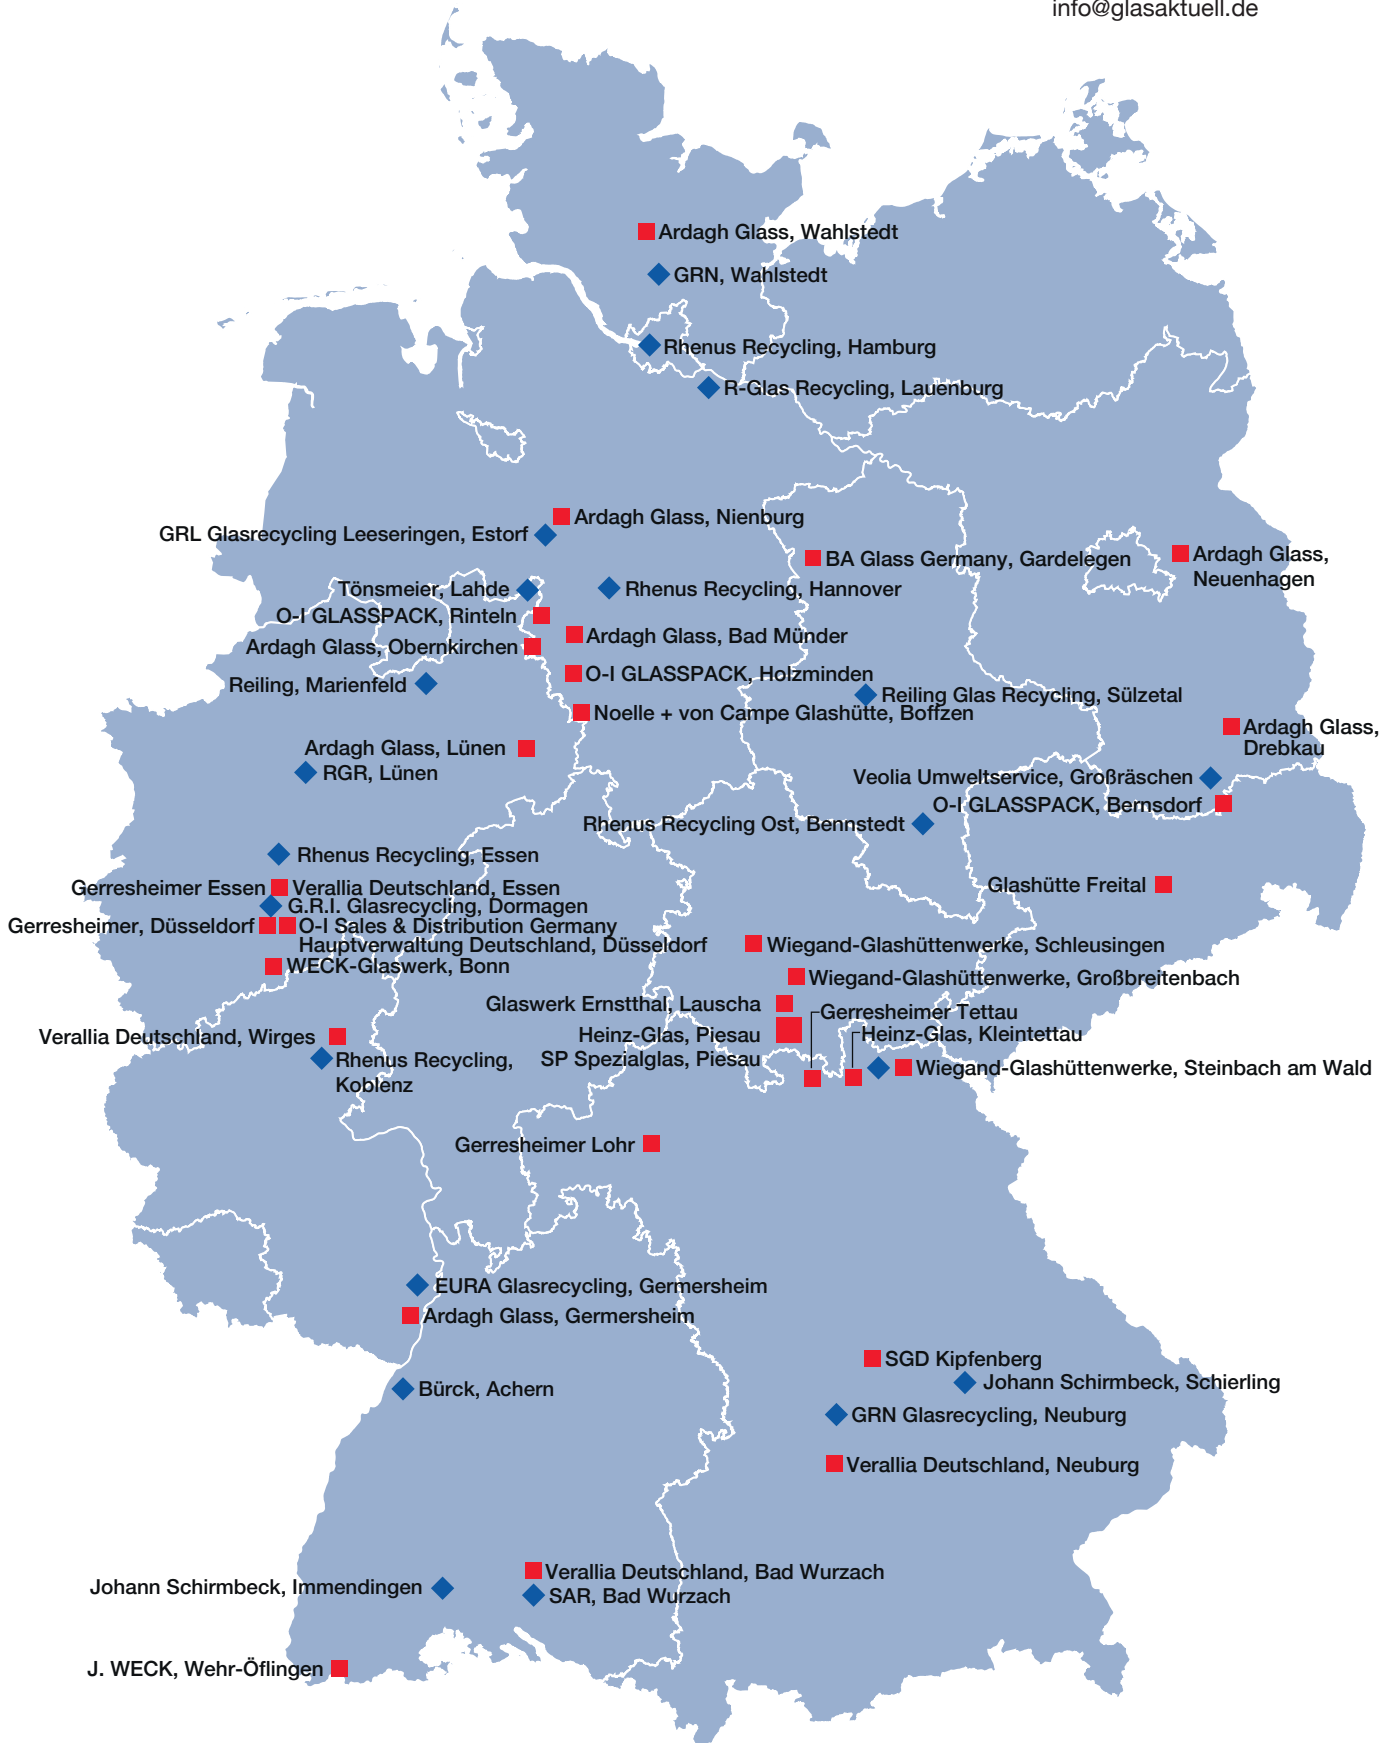 info@glasaktuell.de
Ardagh Glass, Wahlstedt
GRN, Wahlstedt
Rhenus Recycling, Hamburg
R-Glas Recycling, Lauenburg
Ardagh Glass, Nienburg
GRL Glasrecycling Leeseringen, Estorf
BA Glass Germany, Gardelegen
Ardagh Glass,
Neuenhagen
Tönsmeier, Lahde
Rhenus Recycling, Hannover
O-I GLASSPACK, Rinteln
Ardagh Glass, Bad Münder
Ardagh Glass, Obernkirchen
O-I GLASSPACK, Holzminden
Reiling, Marienfeld
Reiling Glas Recycling, Sülzetal
Noelle + von Campe Glashütte, Boffzen
Ardagh Glass,
Drebkau
Ardagh Glass, Lünen
RGR, Lünen
Veolia Umweltservice, Großräschen
O-I GLASSPACK, Bernsdorf
Rhenus Recycling Ost, Bennstedt
Rhenus Recycling, Essen
Gerresheimer Essen
Verallia Deutschland, Essen
Glashütte Freital
G.R.I. Glasrecycling, Dormagen
Gerresheimer, Düsseldorf
O-I Sales & Distribution Germany
Hauptverwaltung Deutschland, Düsseldorf
Wiegand-Glashüttenwerke, Schleusingen
WECK-Glaswerk, Bonn
Wiegand-Glashüttenwerke, Großbreitenbach
Glaswerk Ernstthal, Lauscha
Gerresheimer Tettau
Heinz-Glas, Piesau
Heinz-Glas, Kleintettau
Verallia Deutschland, Wirges
SP Spezialglas, Piesau
Rhenus Recycling,
Koblenz
Wiegand-Glashüttenwerke, Steinbach am Wald
Gerresheimer Lohr
EURA Glasrecycling, Germersheim
Ardagh Glass, Germersheim
SGD Kipfenberg
Johann Schirmbeck, Schierling
Bürck, Achern
GRN Glasrecycling, Neuburg
Verallia Deutschland, Neuburg
Verallia Deutschland, Bad Wurzach
Johann Schirmbeck, Immendingen
SAR, Bad Wurzach
J. WECK, Wehr-Öflingen